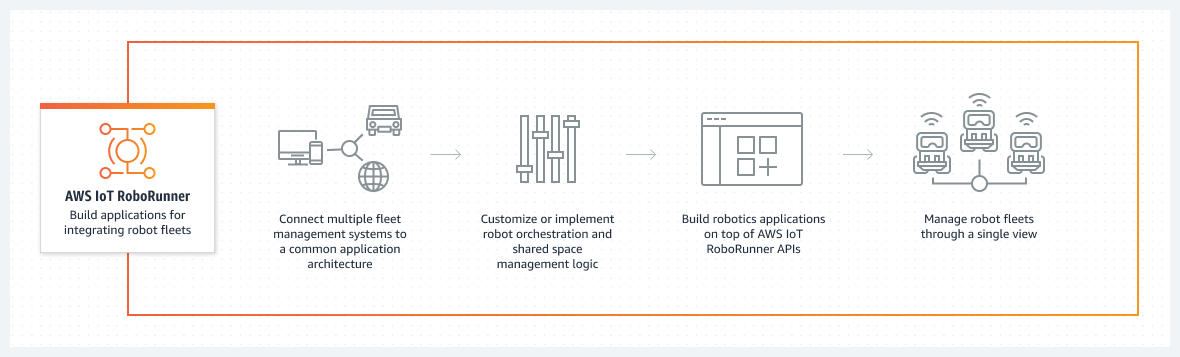 AWS IoT RoboRunner
Build applications for
integrating robot fleets
Connect multiple fleet
management systems to
a common application
architecture
Customize or implement
robot orchestration and
shared space
management logic
Build robotics applications
on top of AWS IoT
RoboRunner APIs
Manage robot fleets
through a single view